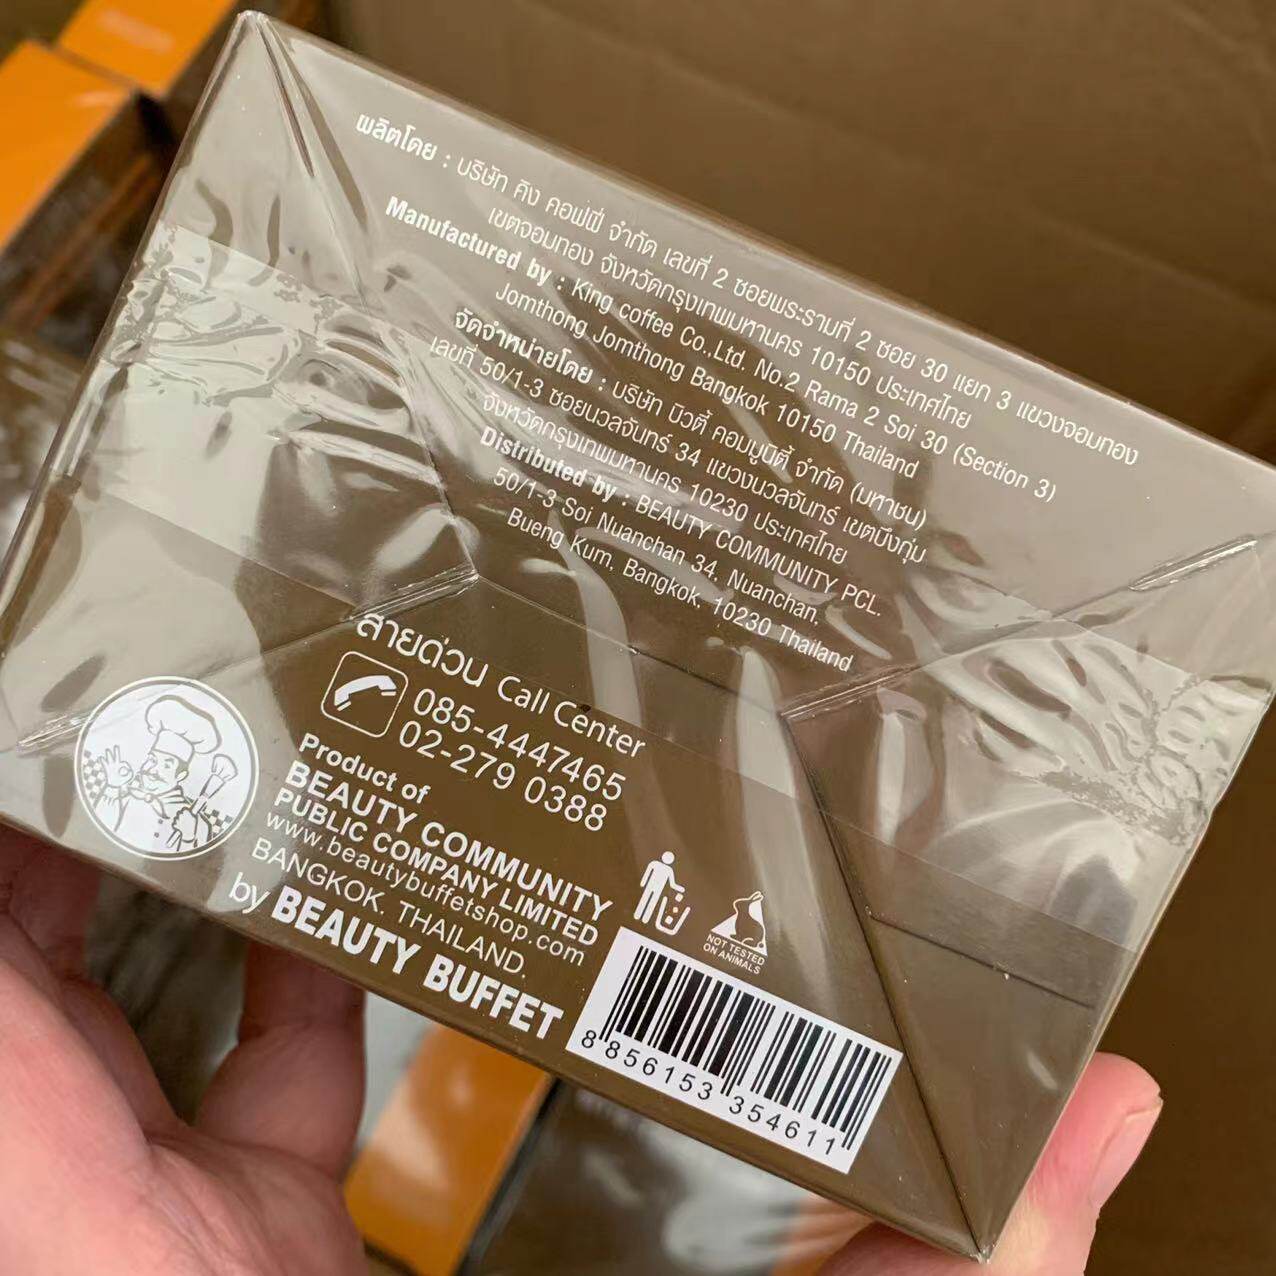 ผลิตโดย : บริษัท คิง คอฟฟี่ จำกัด เลขที่ 2 ซอยพระรามที่ 2 ซอย 30 แยก 3 แขวงจอมทอง
เขตจอมทอง จังหวัดกรุงเทพมหานคร 10150 ประเทศไทย
Manufactured by : King coffee Co.,Ltd. No.2 Rama 2 Soi 30 (Section 3)
Jomthong Jomthong Bangkok 10150 Thailand
จัดจำหน่ายโดย : บริษัท บิวตี้ คอมมูนิตี้ จำกัด (มหาชน)
เลขที่ 50/1-3 ซอยนวลจันทร์ 34 แขวงนวลจันทร์ เขตบึงกุ่ม
จังหวัดกรุงเทพมหานคร 10230 ประเทศไทย
Distributed by : BEAUTY COMMUNITY PCL.
50/1-3 Soi Nuanchan 34, Nuanchan,
Bueng Kum, Bangkok, 10230 Thailand
สายด่วน Call Center
085-4447465
02-279 0388
Product of
BEAUTY COMMUNITY
PUBLIC COMPANY LIMITED
www.beautybuffetshop.com
BANGKOK. THAILAND.
by BEAUTY BUFFET
NOT TESTED
ON ANIMALS
8 856153 354611